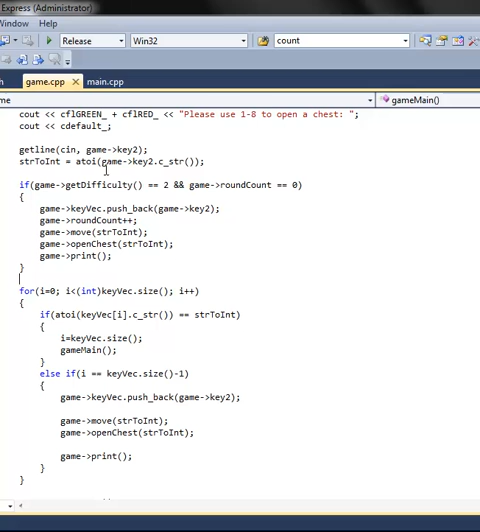 Express (Administrator)
Window Help
Release Win32 count
game.cpp main.cpp
gameMain()
cout << cflGREEN_ + cflRED_ << "Please use 1-8 to open a chest: ";
cout << cdefault_;
getline(cin, game->key2);
strToInt = atoi(game->key2.c_str());
if(game->getDifficulty() == 2 && game->roundCount == 0)
{
game->keyVec.push_back(game->key2);
game->roundCount++;
game->move(strToInt);
game->openChest(strToInt);
game->print();
}
for(i=0; i<(int)keyVec.size(); i++)
{
if(atoi(keyVec[i].c_str()) == strToInt)
{
i=keyVec.size();
gameMain();
}
else if(i == keyVec.size()-1)
{
game->keyVec.push_back(game->key2);
game->move(strToInt);
game->openChest(strToInt);
game->print();
}
}